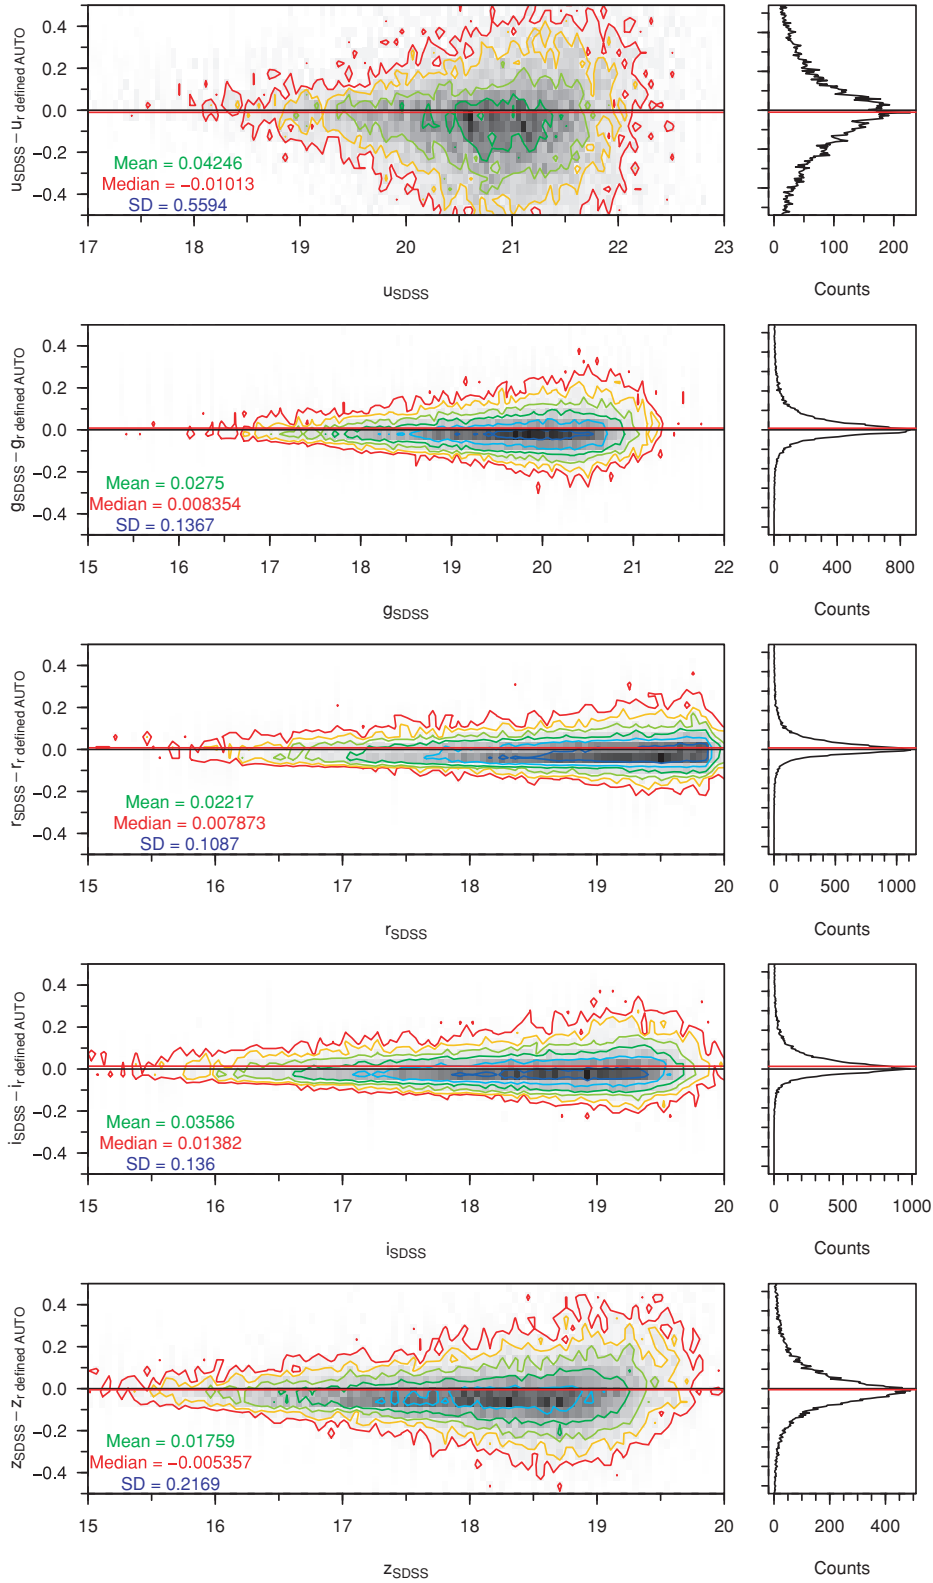 uSDSS – ur defined AUTO
0.4
0.2
0.0
−0.2
−0.4
Mean = 0.04246
Median = −0.01013
SD = 0.5594
17 18 19 20 21 22 23
uSDSS
0 100 200
Counts
gSDSS – gr defined AUTO
0.4
0.2
0.0
−0.2
−0.4
Mean = 0.0275
Median = 0.008354
SD = 0.1367
15 16 17 18 19 20 21 22
gSDSS
0 400 800
Counts
rSDSS – rr defined AUTO
0.4
0.2
0.0
−0.2
−0.4
Mean = 0.02217
Median = 0.007873
SD = 0.1087
15 16 17 18 19 20
rSDSS
0 500 1000
Counts
iSDSS – ir defined AUTO
0.4
0.2
0.0
−0.2
−0.4
Mean = 0.03586
Median = 0.01382
SD = 0.136
15 16 17 18 19 20
iSDSS
0 500 1000
Counts
zSDSS – zr defined AUTO
0.4
0.2
0.0
−0.2
−0.4
Mean = 0.01759
Median = −0.005357
SD = 0.2169
15 16 17 18 19 20
zSDSS
0 200 400
Counts